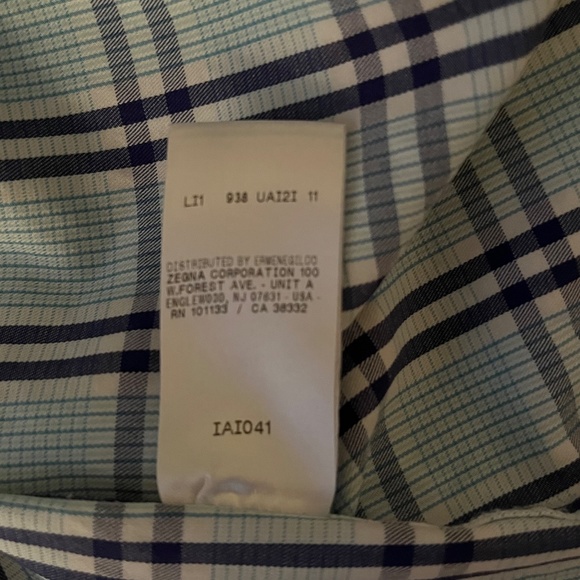 LI1 938 UAI2I 11
DISTRIBUTED BY ERMENEGILDO
ZEGNA CORPORATION 100
W.FOREST AVE. - UNIT A
ENGLEWOOD, NJ 07631 - USA -
RN 101133 / CA 38332
IAI041